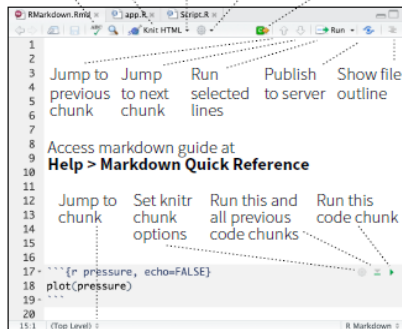 RMarkdown.Rmd app.R Script.R
Knit HTML Run
1
2
3 Jump to Jump Run Publish Show file
4 previous to next selected to server outline
5 chunk chunk lines
6
7
8 Access markdown guide at
9 Help > Markdown Quick Reference
10
11
12 Jump to Set knitr Run this and Run this
13 chunk chunk all previous code chunk
14 options code chunks
15
16
17 ```{r pressure, echo=FALSE}
18 plot(pressure)
19 ```
20
15:1 (Top Level) R Markdown